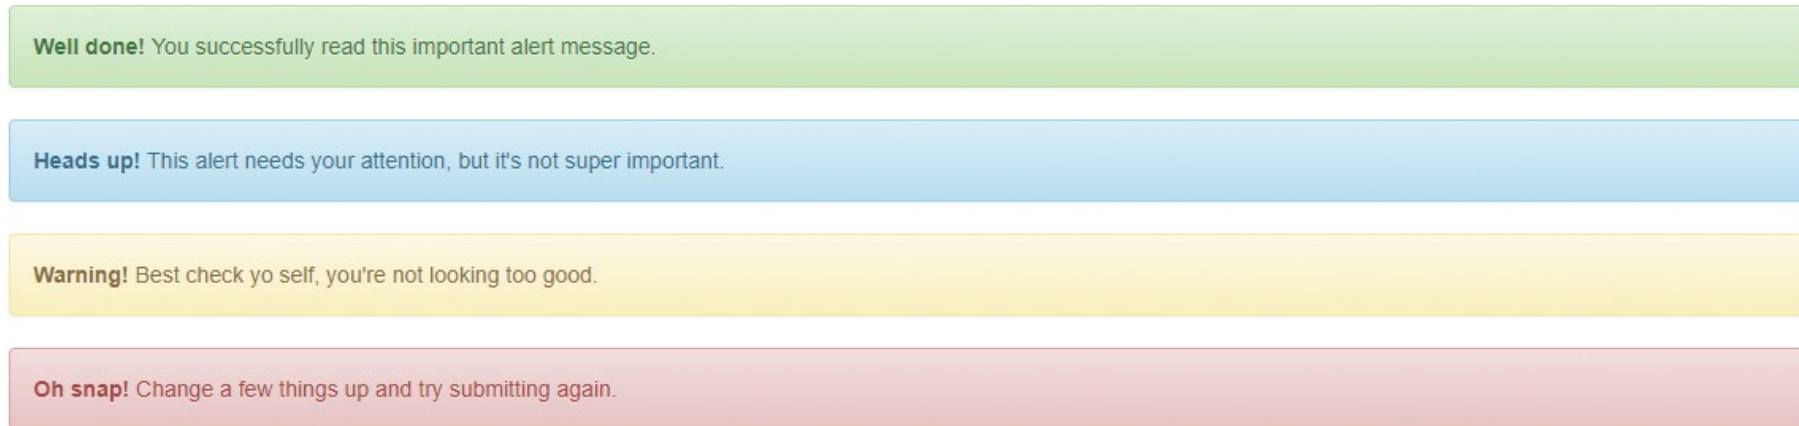 Well done! You successfully read this important alert message.
Heads up! This alert needs your attention, but it's not super important.
Warning! Best check yo self, you're not looking too good.
Oh snap! Change a few things up and try submitting again.